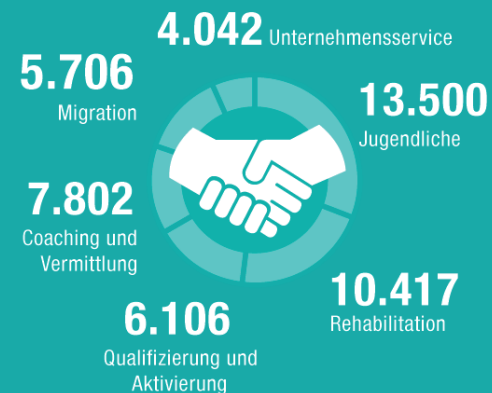 4.042 Unternehmensservice
5.706
Migration
13.500
Jugendliche
7.802
Coaching und
Vermittlung
10.417
Rehabilitation
6.106
Qualifizierung und
Aktivierung